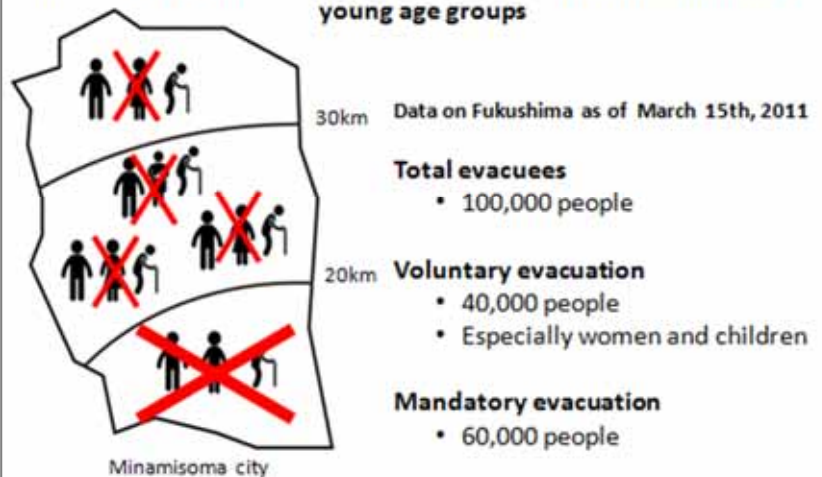 young age groups
30km
Data on Fukushima as of March 15th, 2011
Total evacuees
• 100,000 people
20km
Voluntary evacuation
• 40,000 people
• Especially women and children
Mandatory evacuation
• 60,000 people
Minamisoma city